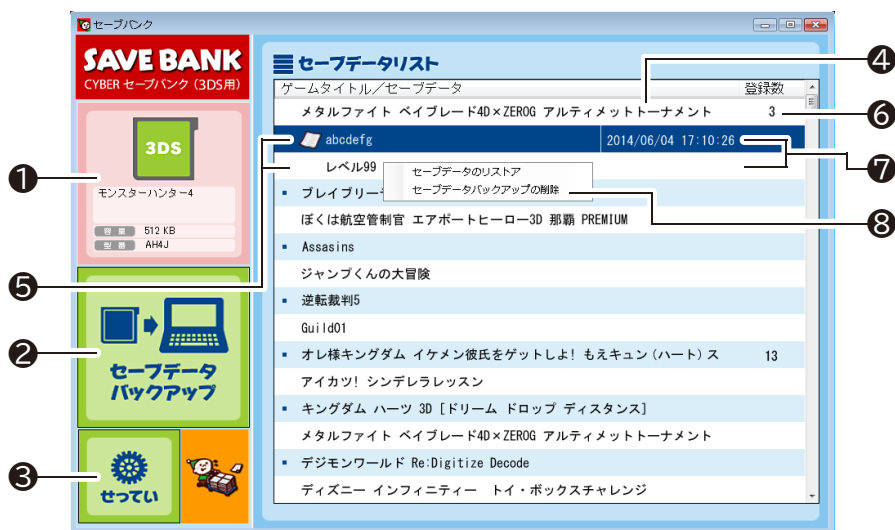 セーブバンク
SAVE BANK
CYBER セーブバンク (3DS用)
3DS
モンスターハンター4
容量 512 KB
型番 AH4J
セーブデータ
バックアップ
せってい
セーブデータリスト
ゲームタイトル／セーブデータ 登録数
メタルファイト ベイブレード4D×ZEROG アルティメットトーナメント 3
abcdefg 2014/06/04 17:10:26
レベル99
セーブデータのリストア
セーブデータバックアップの削除
ブレイブリー
ぼくは航空管制官 エアポートヒーロー3D 那覇 PREMIUM
Assasins
ジャンプくんの大冒険
逆転裁判5
Guild01
オレ様キングダム イケメン彼氏をゲットしよ! もえキュン(ハート)ス 13
アイカツ! シンデレラレッスン
キングダム ハーツ 3D [ドリーム ドロップ ディスタンス]
メタルファイト ベイブレード4D×ZEROG アルティメットトーナメント
デジモンワールド Re:Digitize Decode
ディズニー インフィニティー トイ・ボックスチャレンジ
❶
❷
❸
❹
❺
❻
❼
❽